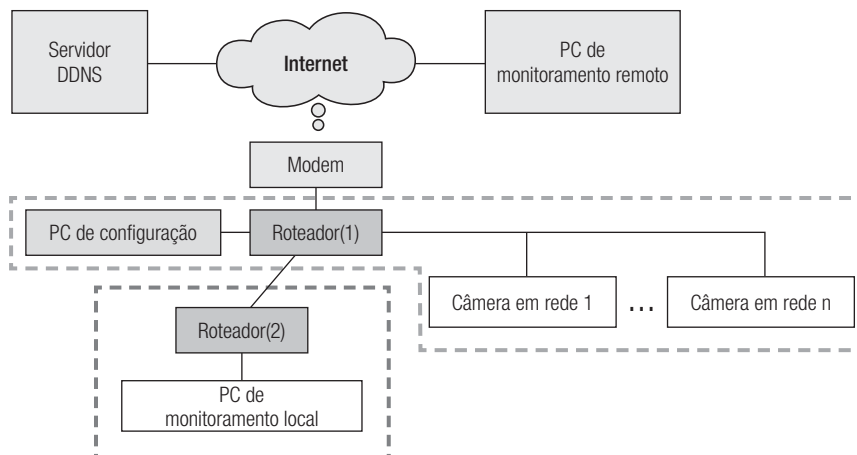 Servidor
DDNS
Internet
PC de
monitoramento remoto
Modem
PC de configuração
Roteador(1)
Câmera em rede 1
...
Câmera em rede n
Roteador(2)
PC de
monitoramento local